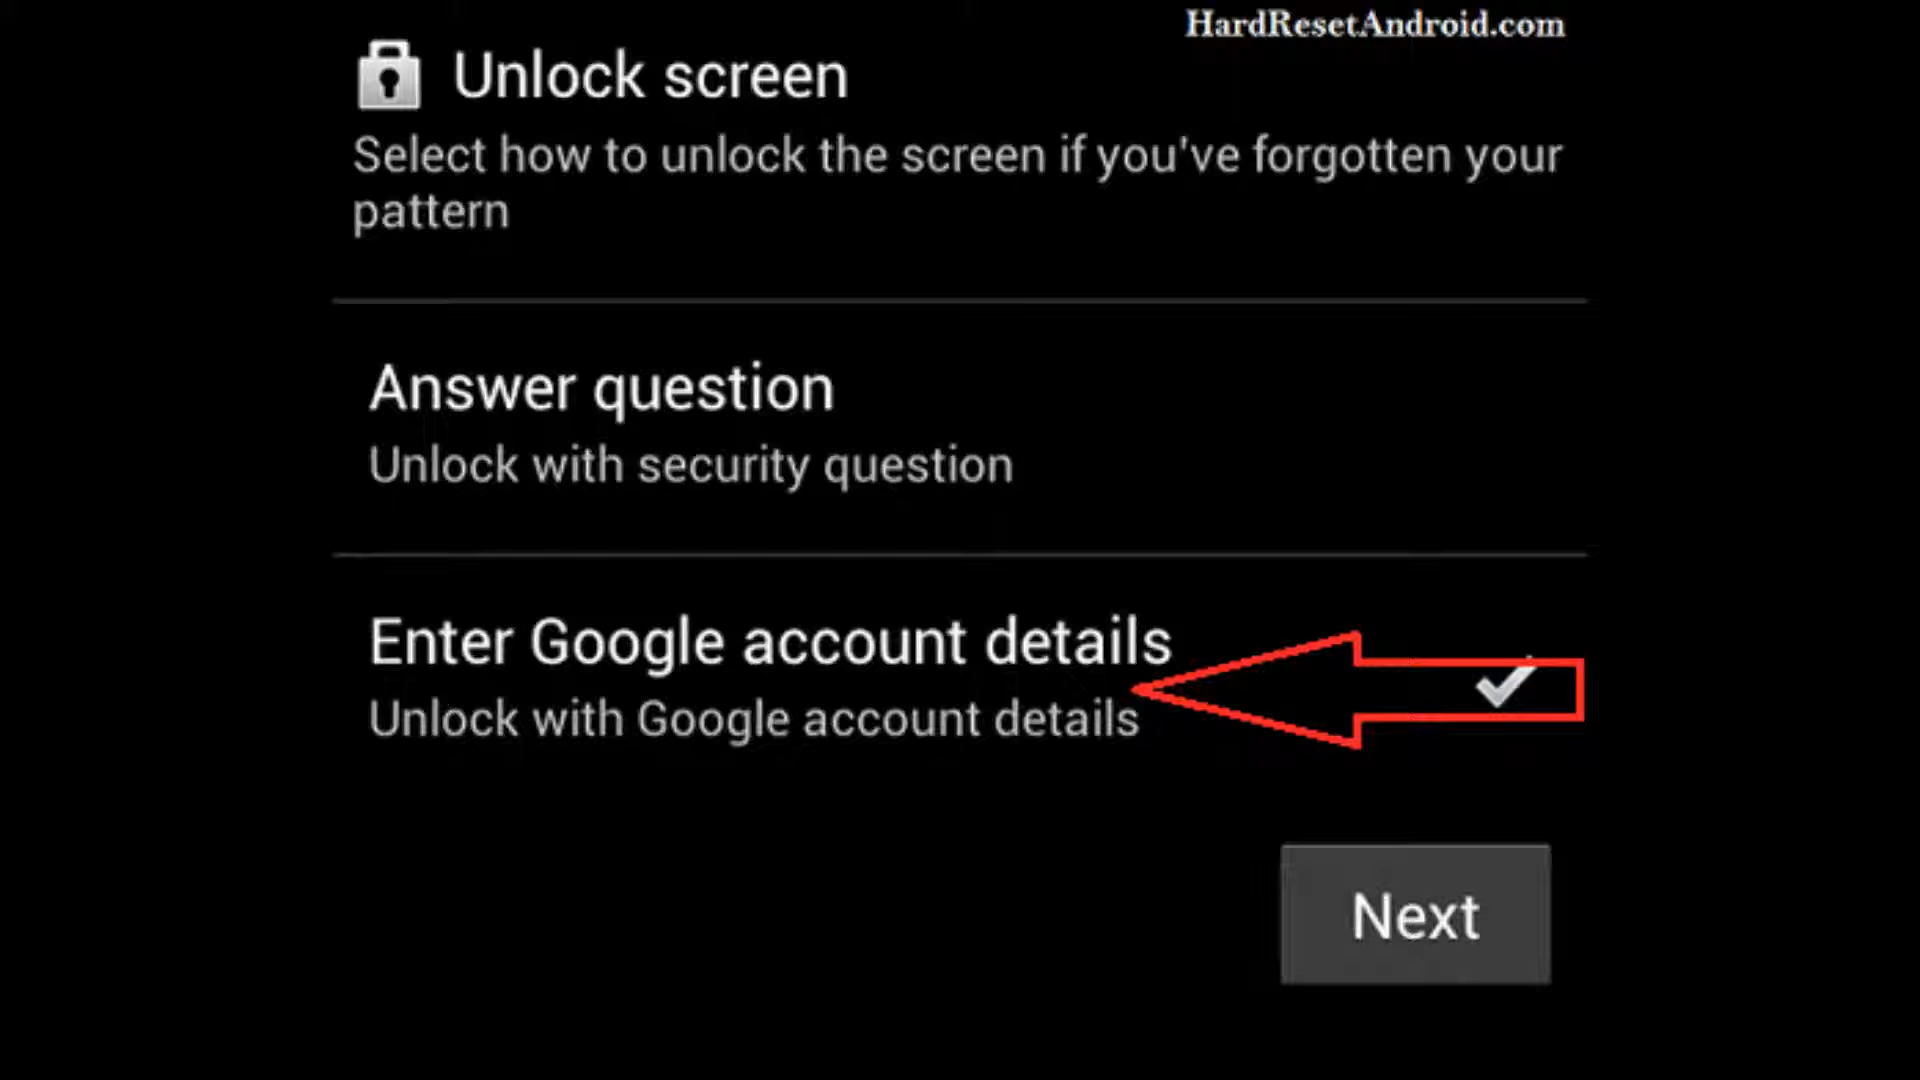 HardResetAndroid.com
Unlock screen
Select how to unlock the screen if you've forgotten your
pattern
Answer question
Unlock with security question
Enter Google account details
Unlock with Google account details
Next